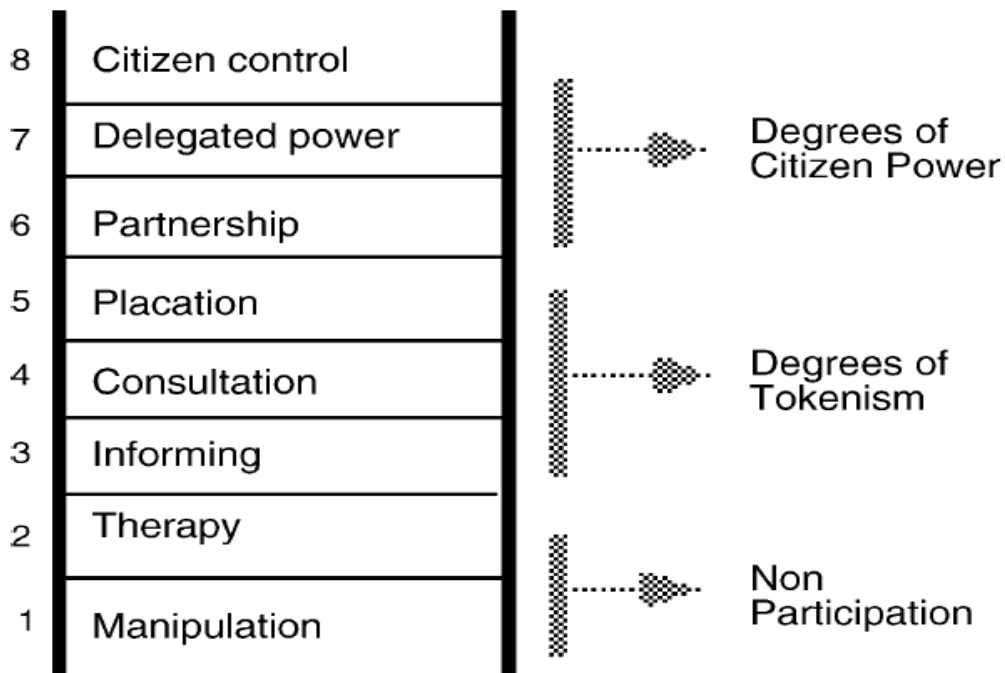 8 Citizen control
7 Delegated power
6 Partnership
5 Placation
4 Consultation
3 Informing
2 Therapy
1 Manipulation
Degrees of
Citizen Power
Degrees of
Tokenism
Non
Participation